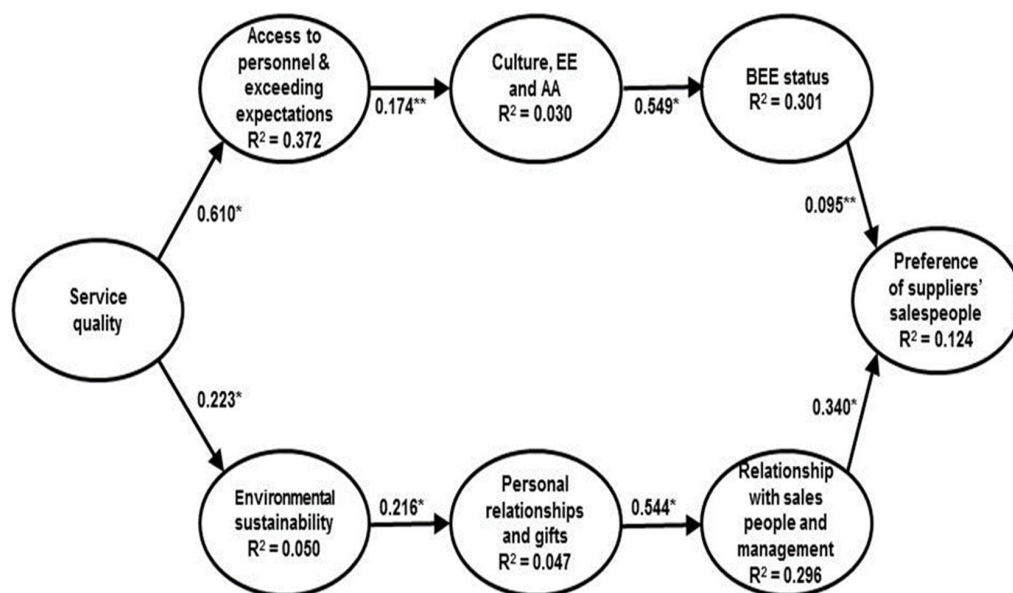 Access to
personnel &
exceeding
expectations
R² = 0.372
0.174**
Culture, EE
and AA
R² = 0.030
0.549*
BEE status
R² = 0.301
0.610*
0.095**
Service
quality
Preference
of suppliers'
salespeople
R² = 0.124
0.223*
0.340*
Environmental
sustainability
R² = 0.050
0.216*
Personal
relationships
and gifts
R² = 0.047
0.544*
Relationship
with sales
people and
management
R² = 0.296